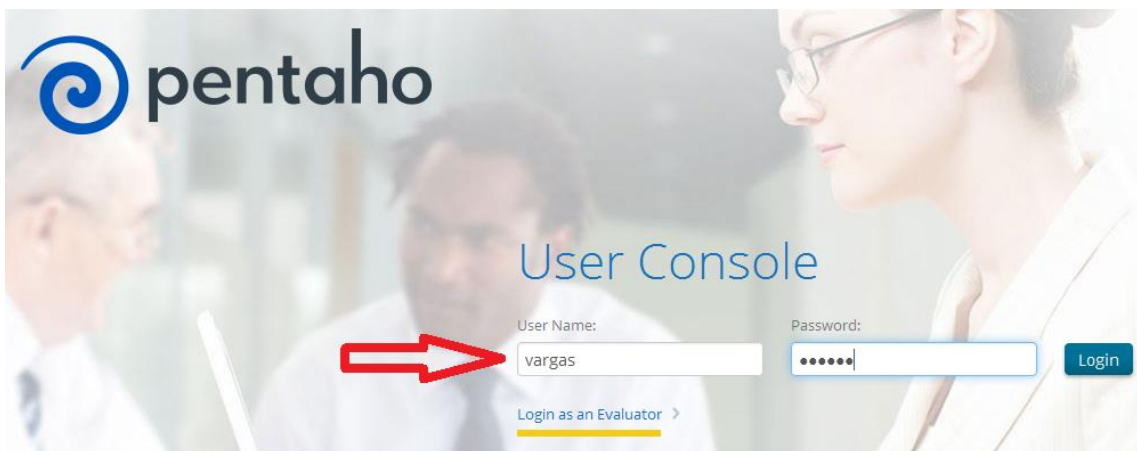 pentaho
User Console
User Name:
Password:
vargas
••••••
Login
Login as an Evaluator >